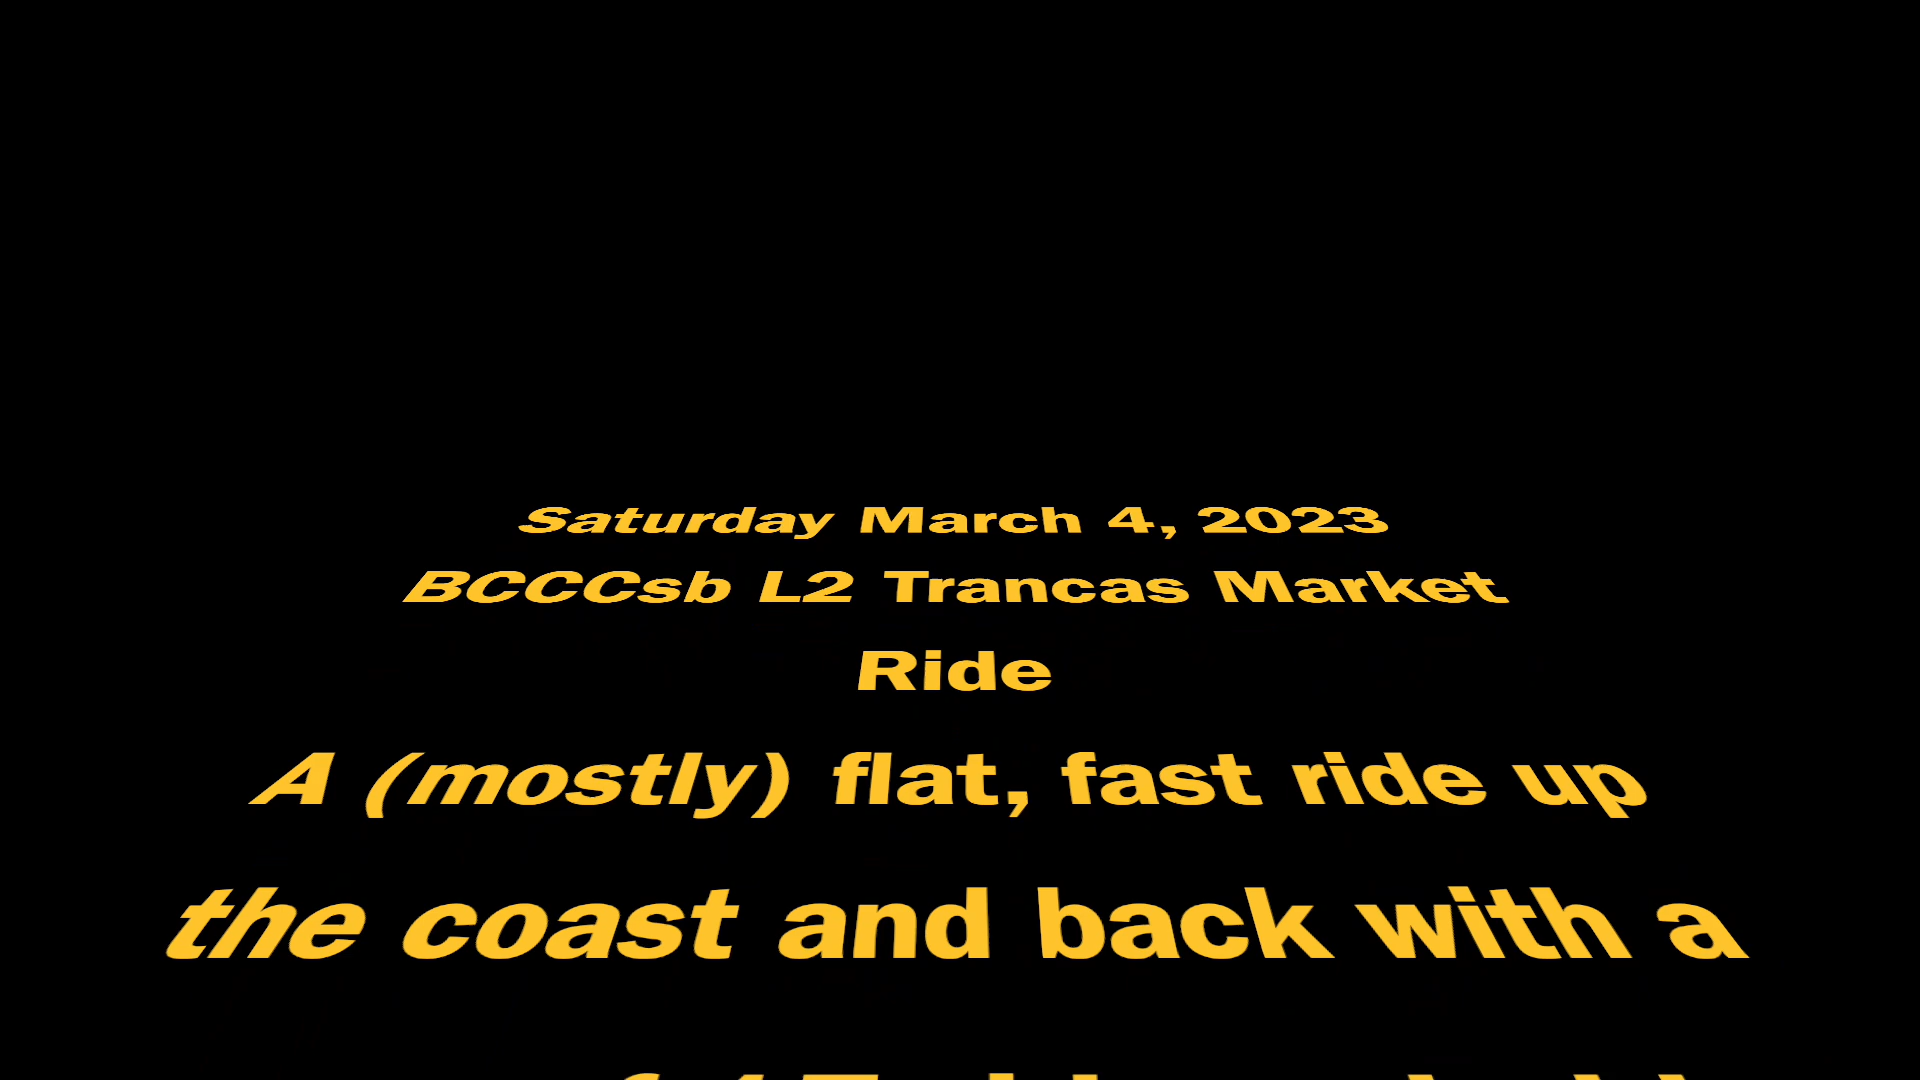 Saturday March 4, 2023
BCCCsb L2 Trancas Market
Ride
A (mostly) flat, fast ride up
the coast and back with a